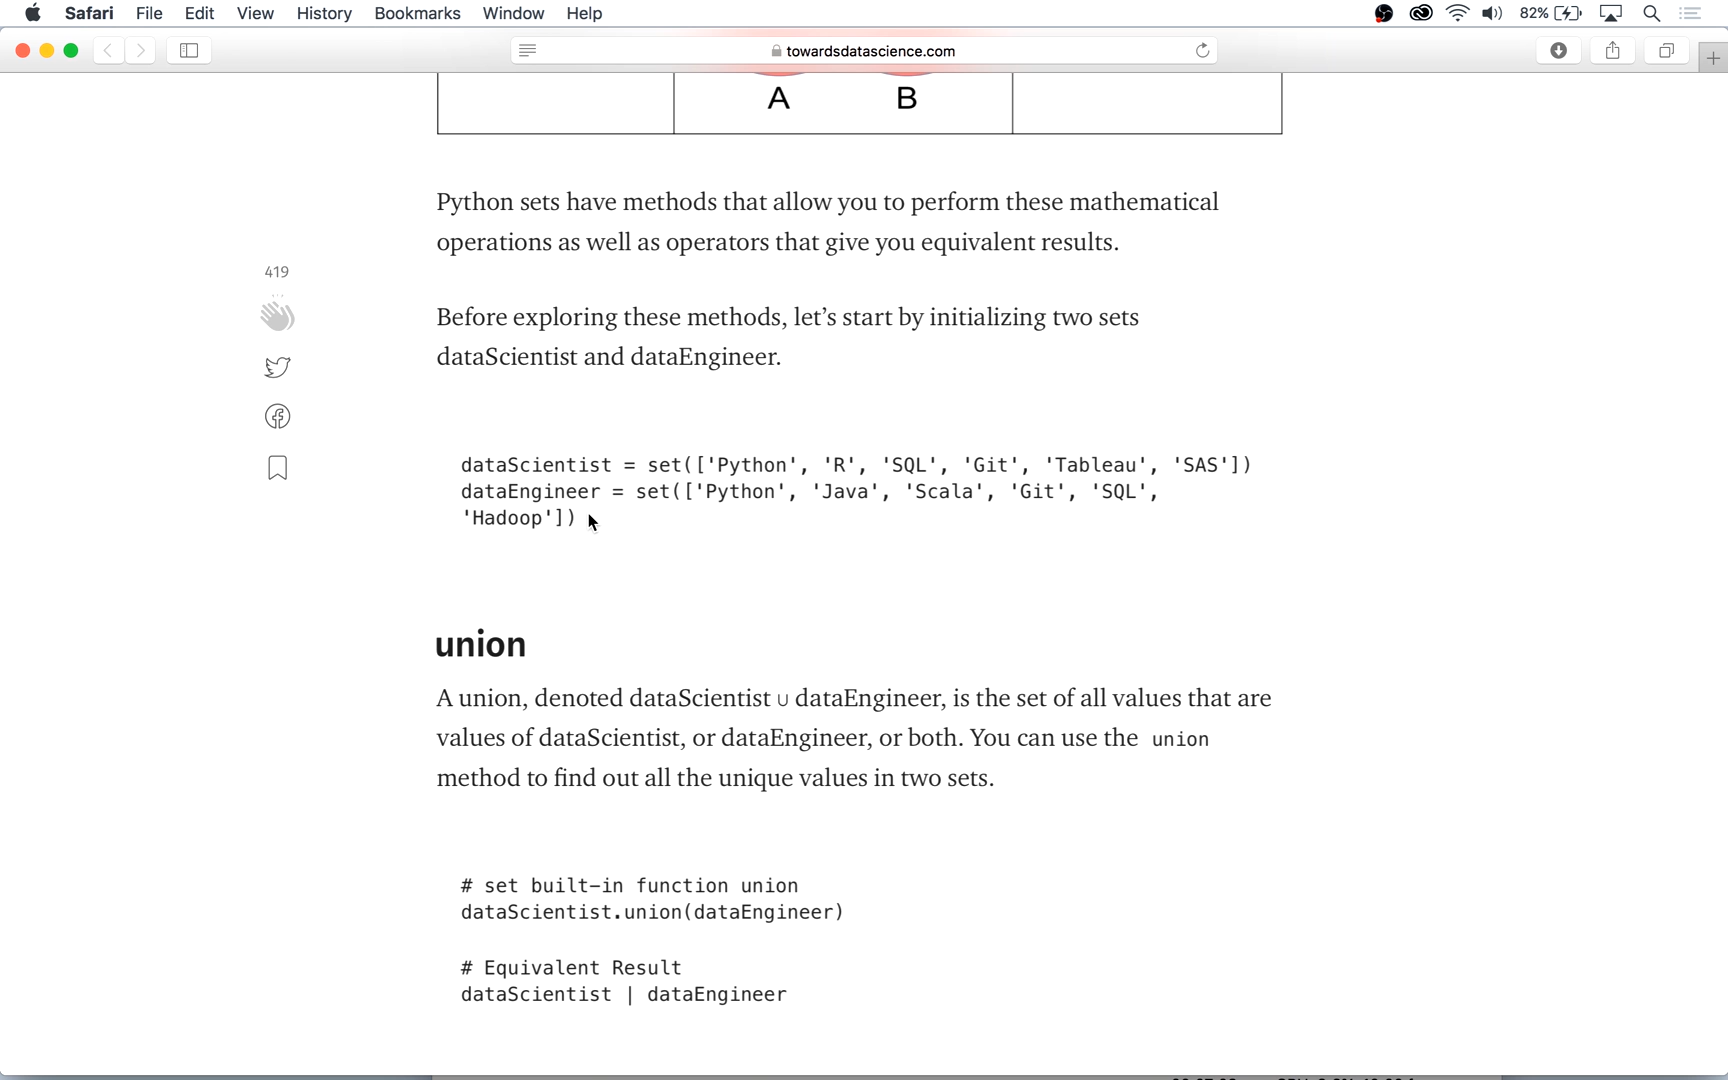 Safari File Edit View History Bookmarks Window Help 82%
towardsdatascience.com
A B
Python sets have methods that allow you to perform these mathematical
operations as well as operators that give you equivalent results.
419
Before exploring these methods, let’s start by initializing two sets
dataScientist and dataEngineer.
dataScientist = set(['Python', 'R', 'SQL', 'Git', 'Tableau', 'SAS'])
dataEngineer = set(['Python', 'Java', 'Scala', 'Git', 'SQL',
'Hadoop'])
union
A union, denoted dataScientist ∪ dataEngineer, is the set of all values that are
values of dataScientist, or dataEngineer, or both. You can use the union
method to find out all the unique values in two sets.
# set built-in function union
dataScientist.union(dataEngineer)
# Equivalent Result
dataScientist | dataEngineer